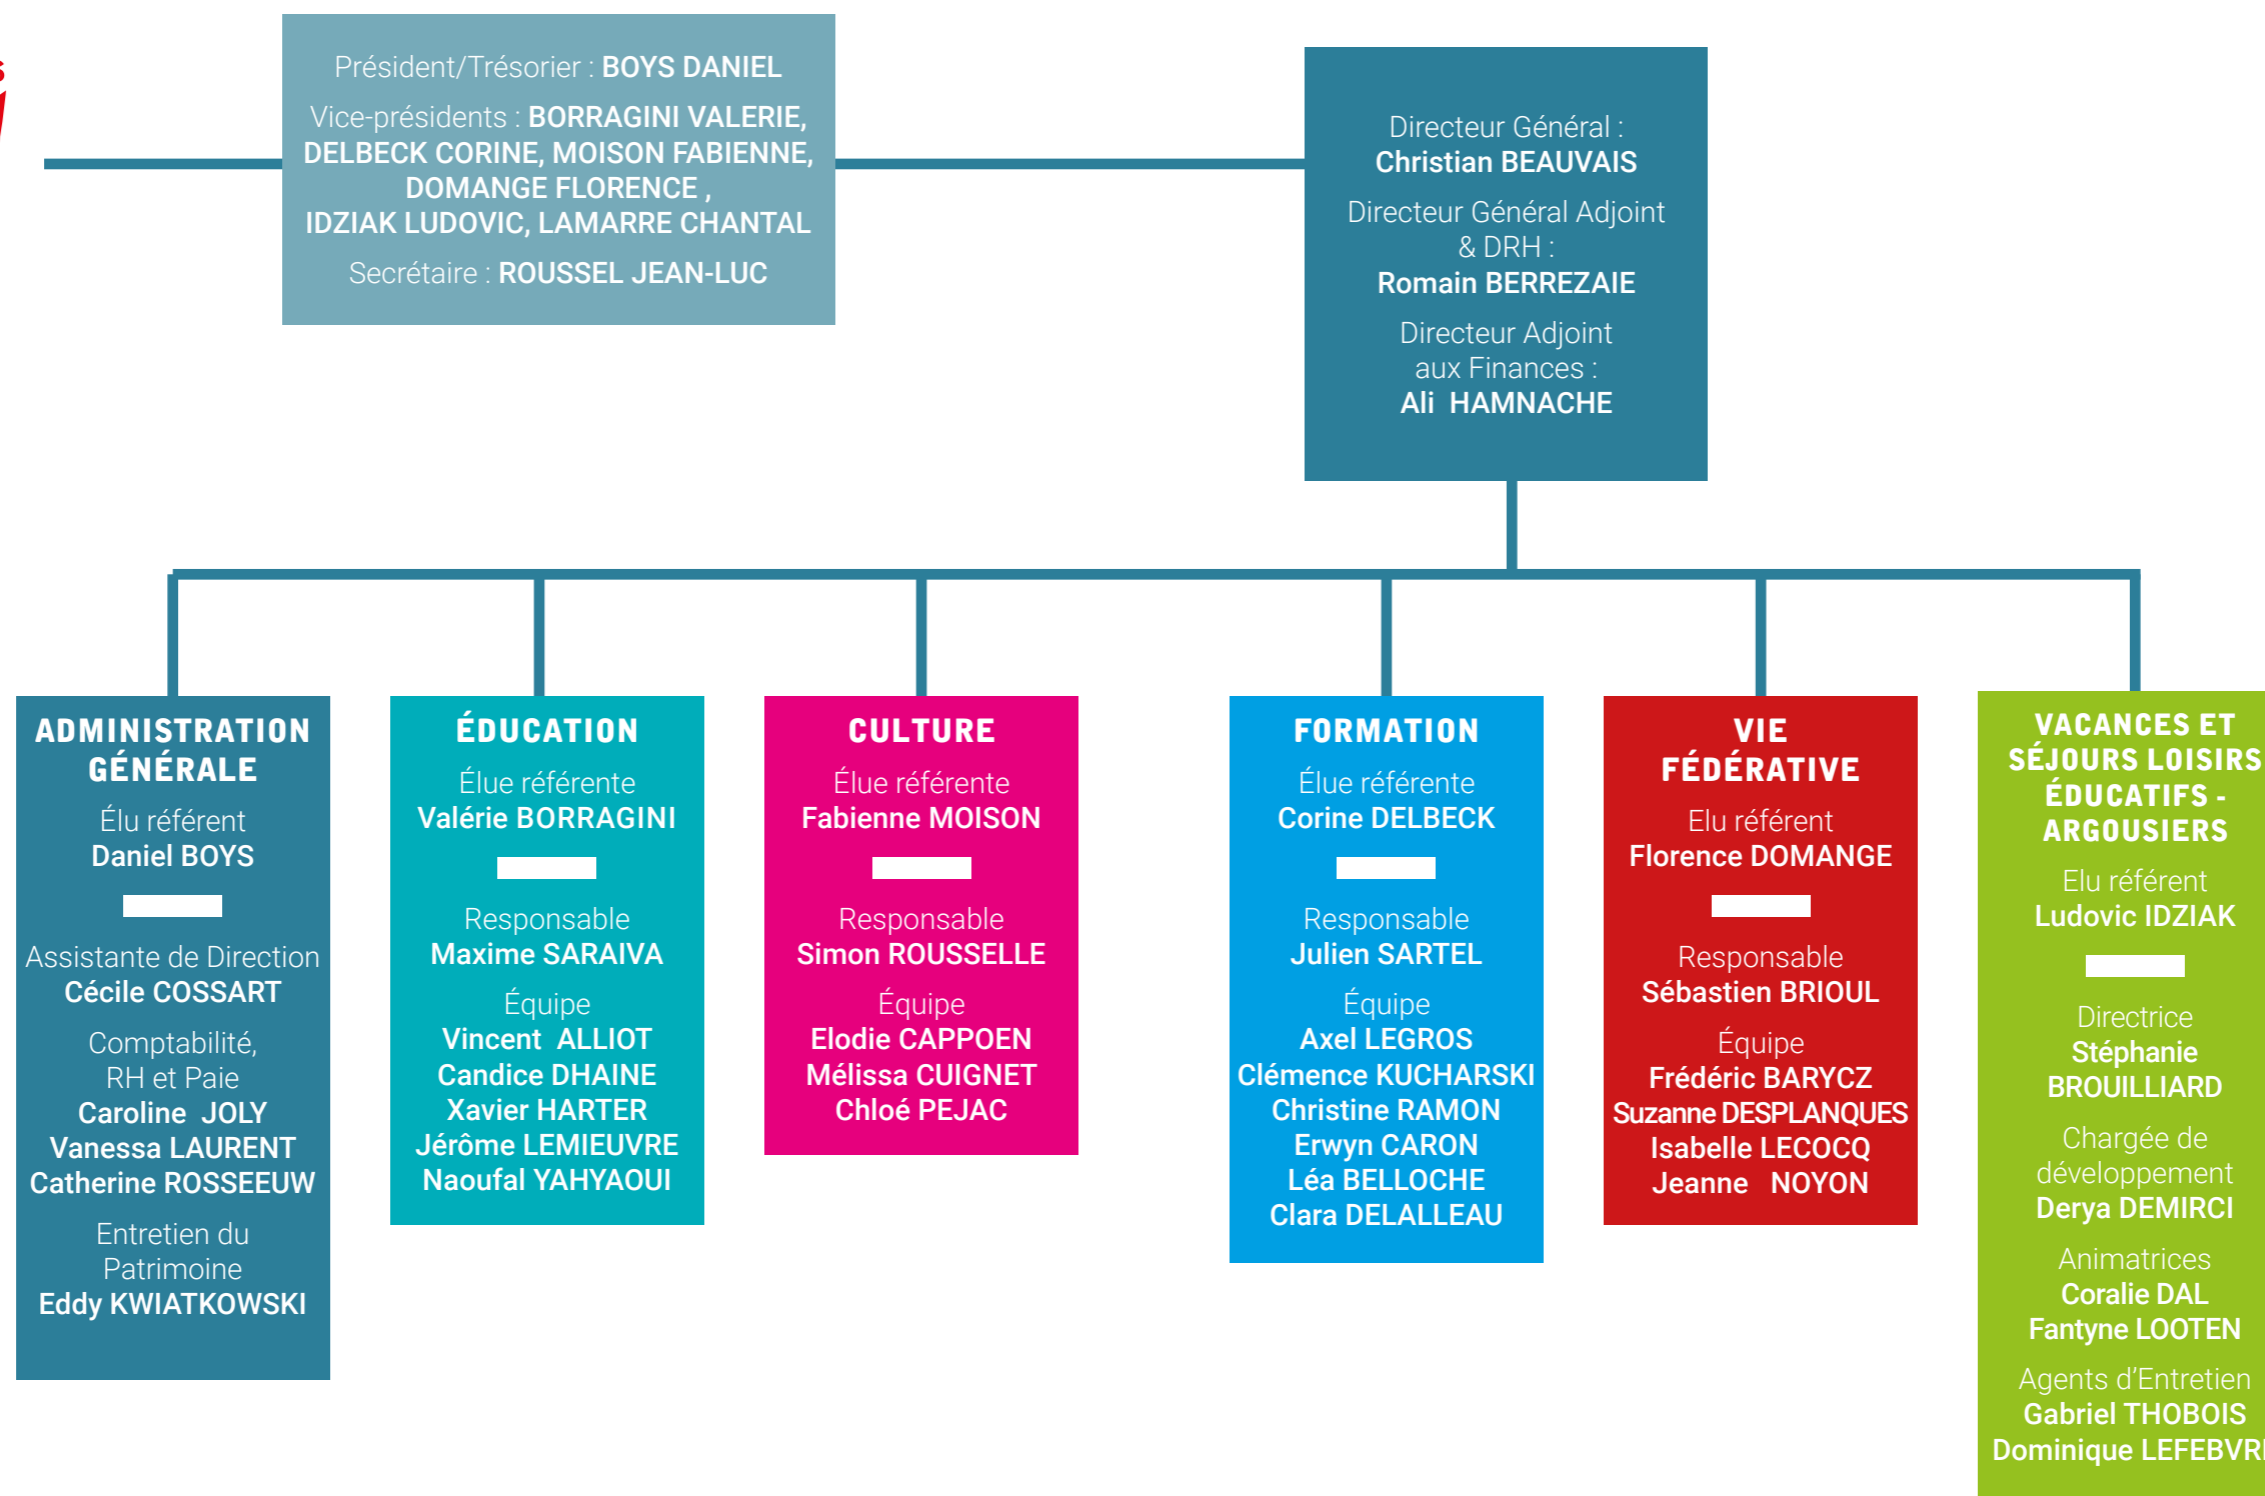 Président/Trésorier : BOYS DANIEL
Vice-présidents : BORRAGINI VALERIE,
DELBECK CORINE, MOISON FABIENNE,
DOMANGE FLORENCE ,
IDZIAK LUDOVIC, LAMARRE CHANTAL
Secrétaire : ROUSSEL JEAN-LUC
Directeur Général :
Christian BEAUVAIS
Directeur Général Adjoint
& DRH :
Romain BERREZAIE
Directeur Adjoint
aux Finances :
Ali HAMNACHE
ADMINISTRATION
GÉNÉRALE
Élu référent
Daniel BOYS
Assistante de Direction
Cécile COSSART
Comptabilité,
RH et Paie
Caroline JOLY
Vanessa LAURENT
Catherine ROSSEEUW
Entretien du
Patrimoine
Eddy KWIATKOWSKI
ÉDUCATION
Élue référente
Valérie BORRAGINI
Responsable
Maxime SARAIVA
Équipe
Vincent ALLIOT
Candice DHAINE
Xavier HARTER
Jérôme LEMIEUVRE
Naoufal YAHYAOUI
CULTURE
Élue référente
Fabienne MOISON
Responsable
Simon ROUSSELLE
Équipe
Elodie CAPPOEN
Mélissa CUIGNET
Chloé PEJAC
FORMATION
Élue référente
Corine DELBECK
Responsable
Julien SARTEL
Équipe
Axel LEGROS
Clémence KUCHARSKI
Christine RAMON
Erwyn CARON
Léa BELLOCHE
Clara DELALLEAU
VIE
FÉDÉRATIVE
Elu référent
Florence DOMANGE
Responsable
Sébastien BRIOUL
Équipe
Frédéric BARYCZ
Suzanne DESPLANQUES
Isabelle LECOCQ
Jeanne NOYON
VACANCES ET
SÉJOURS LOISIRS
ÉDUCATIFS -
ARGOUSIERS
Elu référent
Ludovic IDZIAK
Directrice
Stéphanie
BROUILLIARD
Chargée de
développement
Derya DEMIRCI
Animatrices
Coralie DAL
Fantyne LOOTEN
Agents d'Entretien
Gabriel THOBOIS
Dominique LEFEBVRE